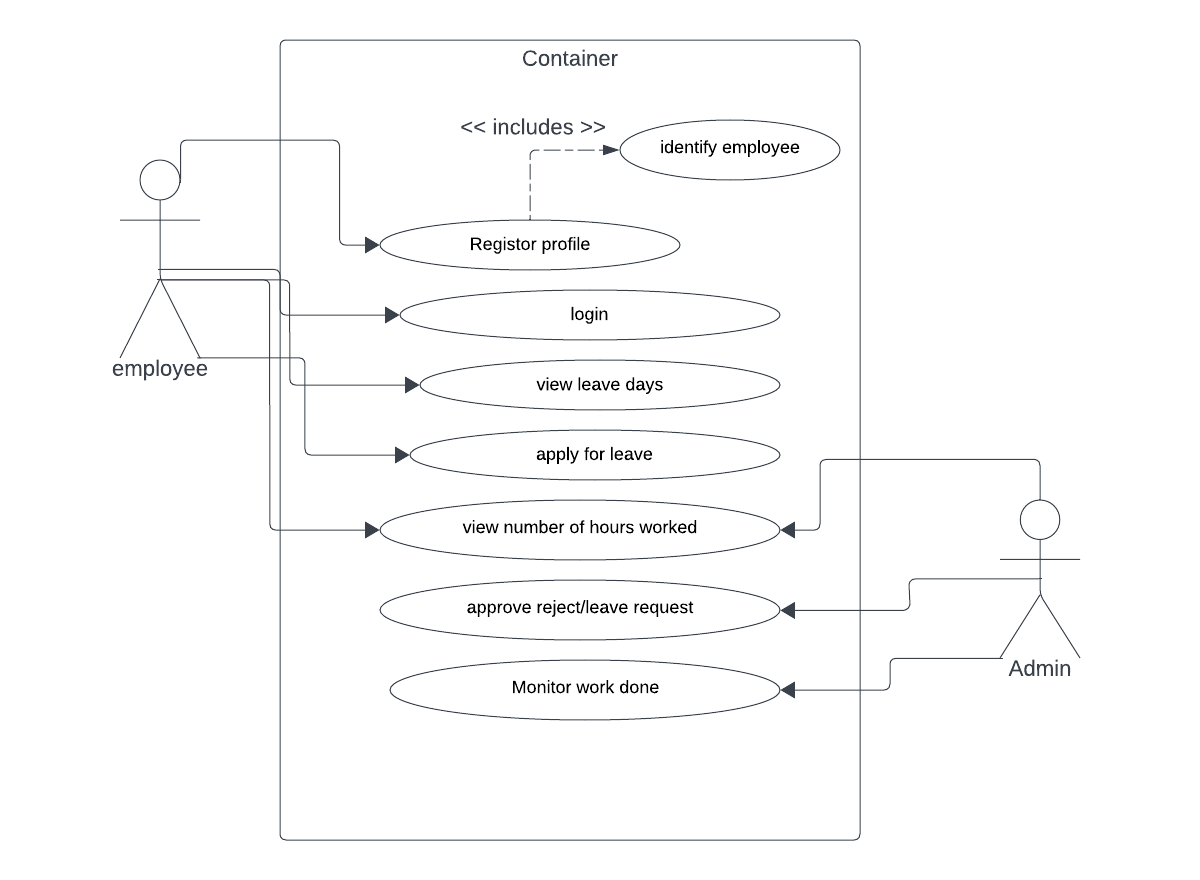 Container
<< includes >>
identify employee
Registor profile
login
employee
view leave days
apply for leave
view number of hours worked
approve reject/leave request
Admin
Monitor work done